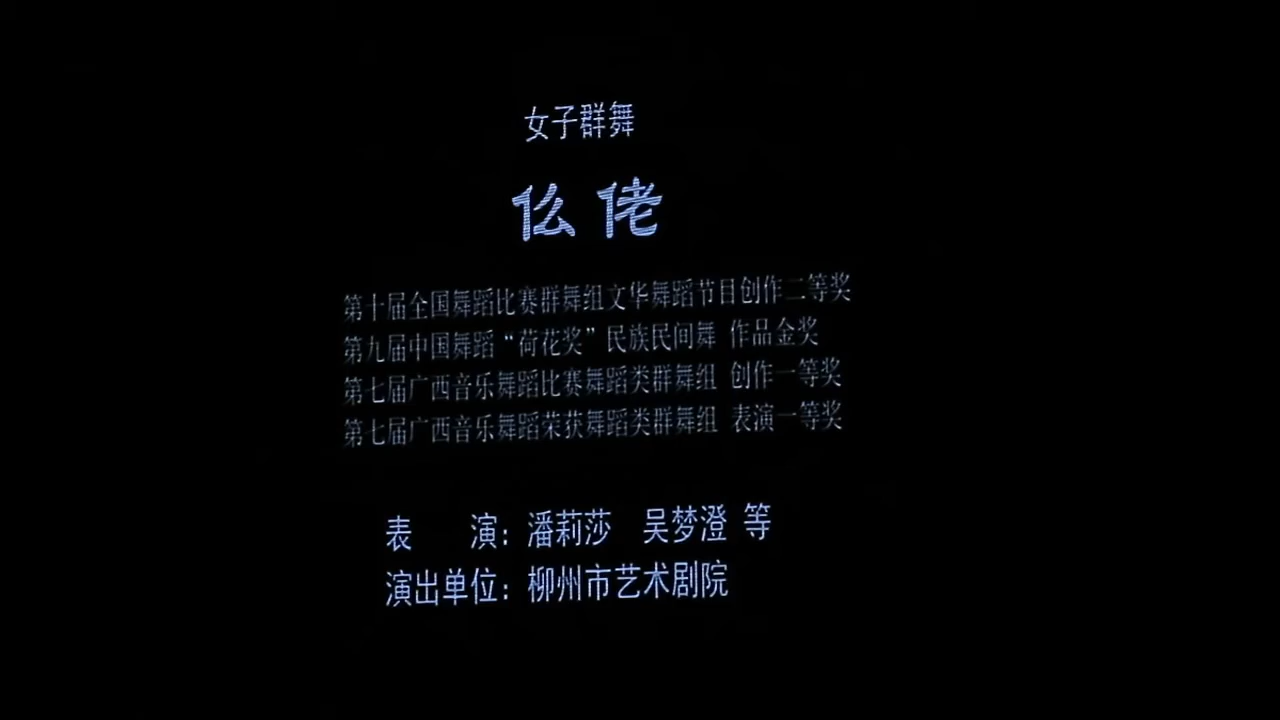 女子群舞
仫佬
第十届全国舞蹈比赛群舞组文华舞蹈节目创作二等奖
第九届中国舞蹈“荷花奖”民族民间舞 作品金奖
第七届广西音乐舞蹈比赛舞蹈类群舞组 创作一等奖
第七届广西音乐舞蹈荣获舞蹈类群舞组 表演一等奖
表 演：潘莉莎 吴梦澄 等
演出单位：柳州市艺术剧院